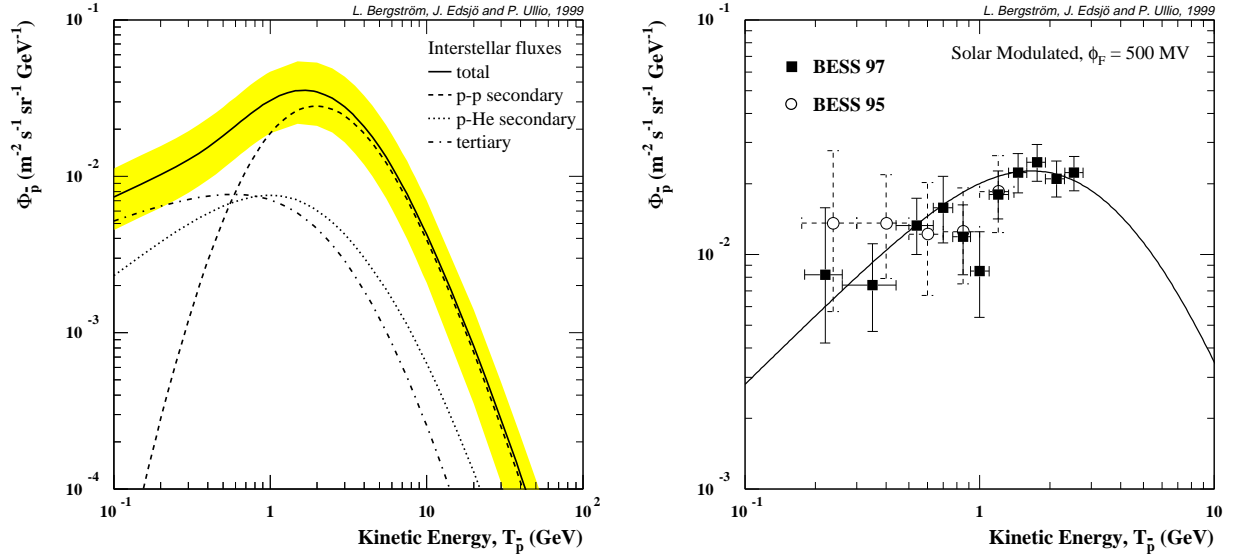 L. Bergström, J. Edsjö and P. Ullio, 1999
Interstellar fluxes
total
p-p secondary
p-He secondary
tertiary
10⁻¹
10⁻²
10⁻³
10⁻⁴
Φp̄ (m⁻² s⁻¹ sr⁻¹ GeV⁻¹)
10⁻¹ 1 10 10²
Kinetic Energy, Tp̄ (GeV)
L. Bergström, J. Edsjö and P. Ullio, 1999
Solar Modulated, ϕF = 500 MV
BESS 97
BESS 95
10⁻¹
10⁻²
10⁻³
Φp̄ (m⁻² s⁻¹ sr⁻¹ GeV⁻¹)
10⁻¹ 1 10
Kinetic Energy, Tp̄ (GeV)